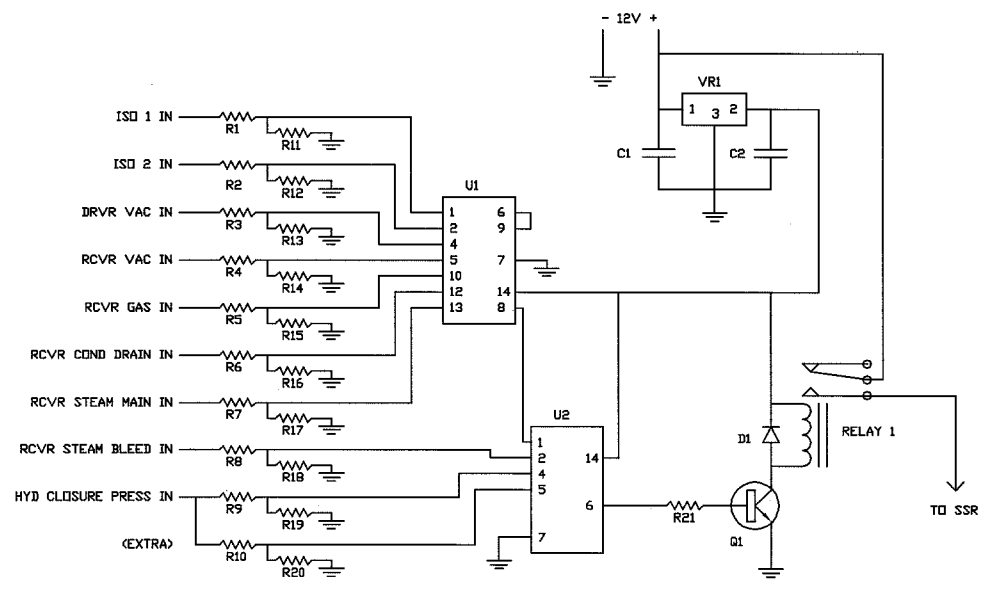 - 12V +
VR1
1 3 2
C1
C2
ISO 1 IN
R1
R11
ISO 2 IN
R2
R12
DRVR VAC IN
R3
R13
RCVR VAC IN
R4
R14
RCVR GAS IN
R5
R15
RCVR COND DRAIN IN
R6
R16
RCVR STEAM MAIN IN
R7
R17
RCVR STEAM BLEED IN
R8
R18
HYD CLOSURE PRESS IN
R9
R19
(EXTRA)
R10
R20
U1
1 6
2 9
4
5 7
10
12 14
13 8
U2
1
2 14
4
5
6
7
R21
Q1
D1
RELAY 1
TO SSR